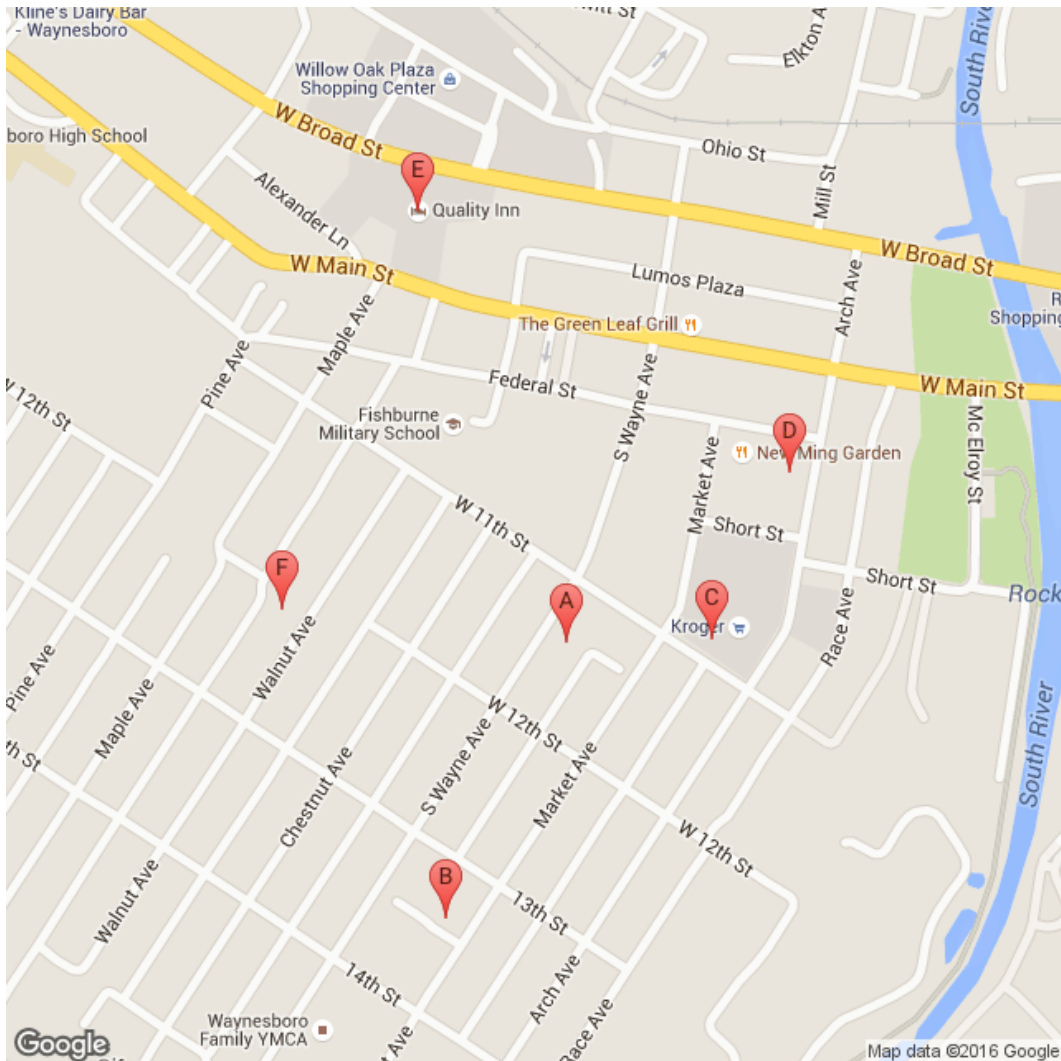 Kline's Dairy Bar
- Waynesboro
Elkton A
South River
Willow Oak Plaza
Shopping Center
W Broad St
boro High School
Ohio St
Mill St
E
Alexander Ln
Quality Inn
W Main St
W Broad St
Lumos Plaza
Arch Ave
R
Shopping
The Green Leaf Grill
Maple Ave
Pine Ave
S Wayne Ave
W Main St
Federal St
W 12th St
Fishburne
Military School
D
New Ming Garden
Mc Elroy St
Market Ave
W 11th St
Short St
Short St
F
A
C
Rock
Kroger
Walnut Ave
Race Ave
Pine Ave
Maple Ave
W 12th St
S Wayne Ave
South River
th St
Chestnut Ave
Market Ave
W 12th St
B
Walnut Ave
13th St
14th St
Arch Ave
Race Ave
Waynesboro
Family YMCA
Ave
Google
Map data ©2016 Google